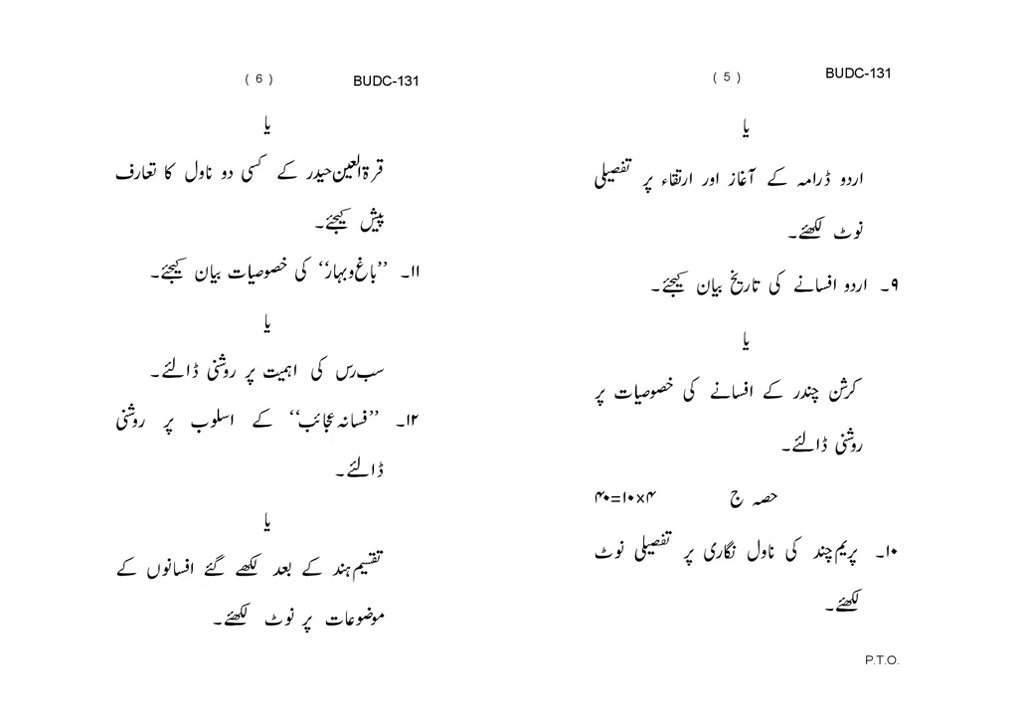 ( 5 ) BUDC-131
یا
اردو ڈرامہ کے آغاز اور ارتقاء پر تفصیلی
نوٹ لکھئے۔
۹۔ اردو افسانے کی تاریخ بیان کیجئے۔
یا
کرشن چندر کے افسانے کی خصوصیات پر
روشنی ڈالئے۔
حصہ ج ۴۰=۱۰x۴
۱۰۔ پریم چند کی ناول نگاری پر تفصیلی نوٹ
لکھئے۔
P.T.O.
( 6 ) BUDC-131
یا
قرۃالعین حیدر کے کسی دو ناول کا تعارف
پیش کیجئے۔
۱۱۔ ”باغ و بہار“ کی خصوصیات بیان کیجئے۔
یا
سب رس کی اہمیت پر روشنی ڈالئے۔
۱۲۔ ”فسانہ عجائب“ کے اسلوب پر روشنی
ڈالئے۔
یا
تقسیم ہند کے بعد لکھے گئے افسانوں کے
موضوعات پر نوٹ لکھئے۔